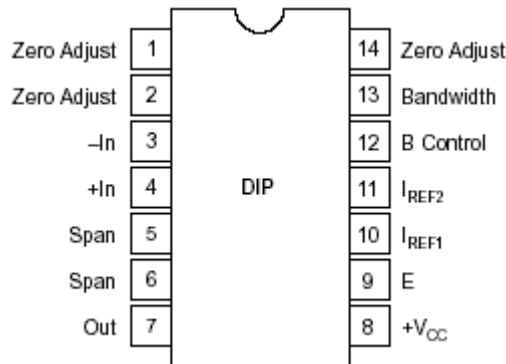 Zero Adjust 1 14 Zero Adjust
Zero Adjust 2 13 Bandwidth
–In 3 12 B Control
+In 4 DIP 11 IREF2
Span 5 10 IREF1
Span 6 9 E
Out 7 8 +VCC